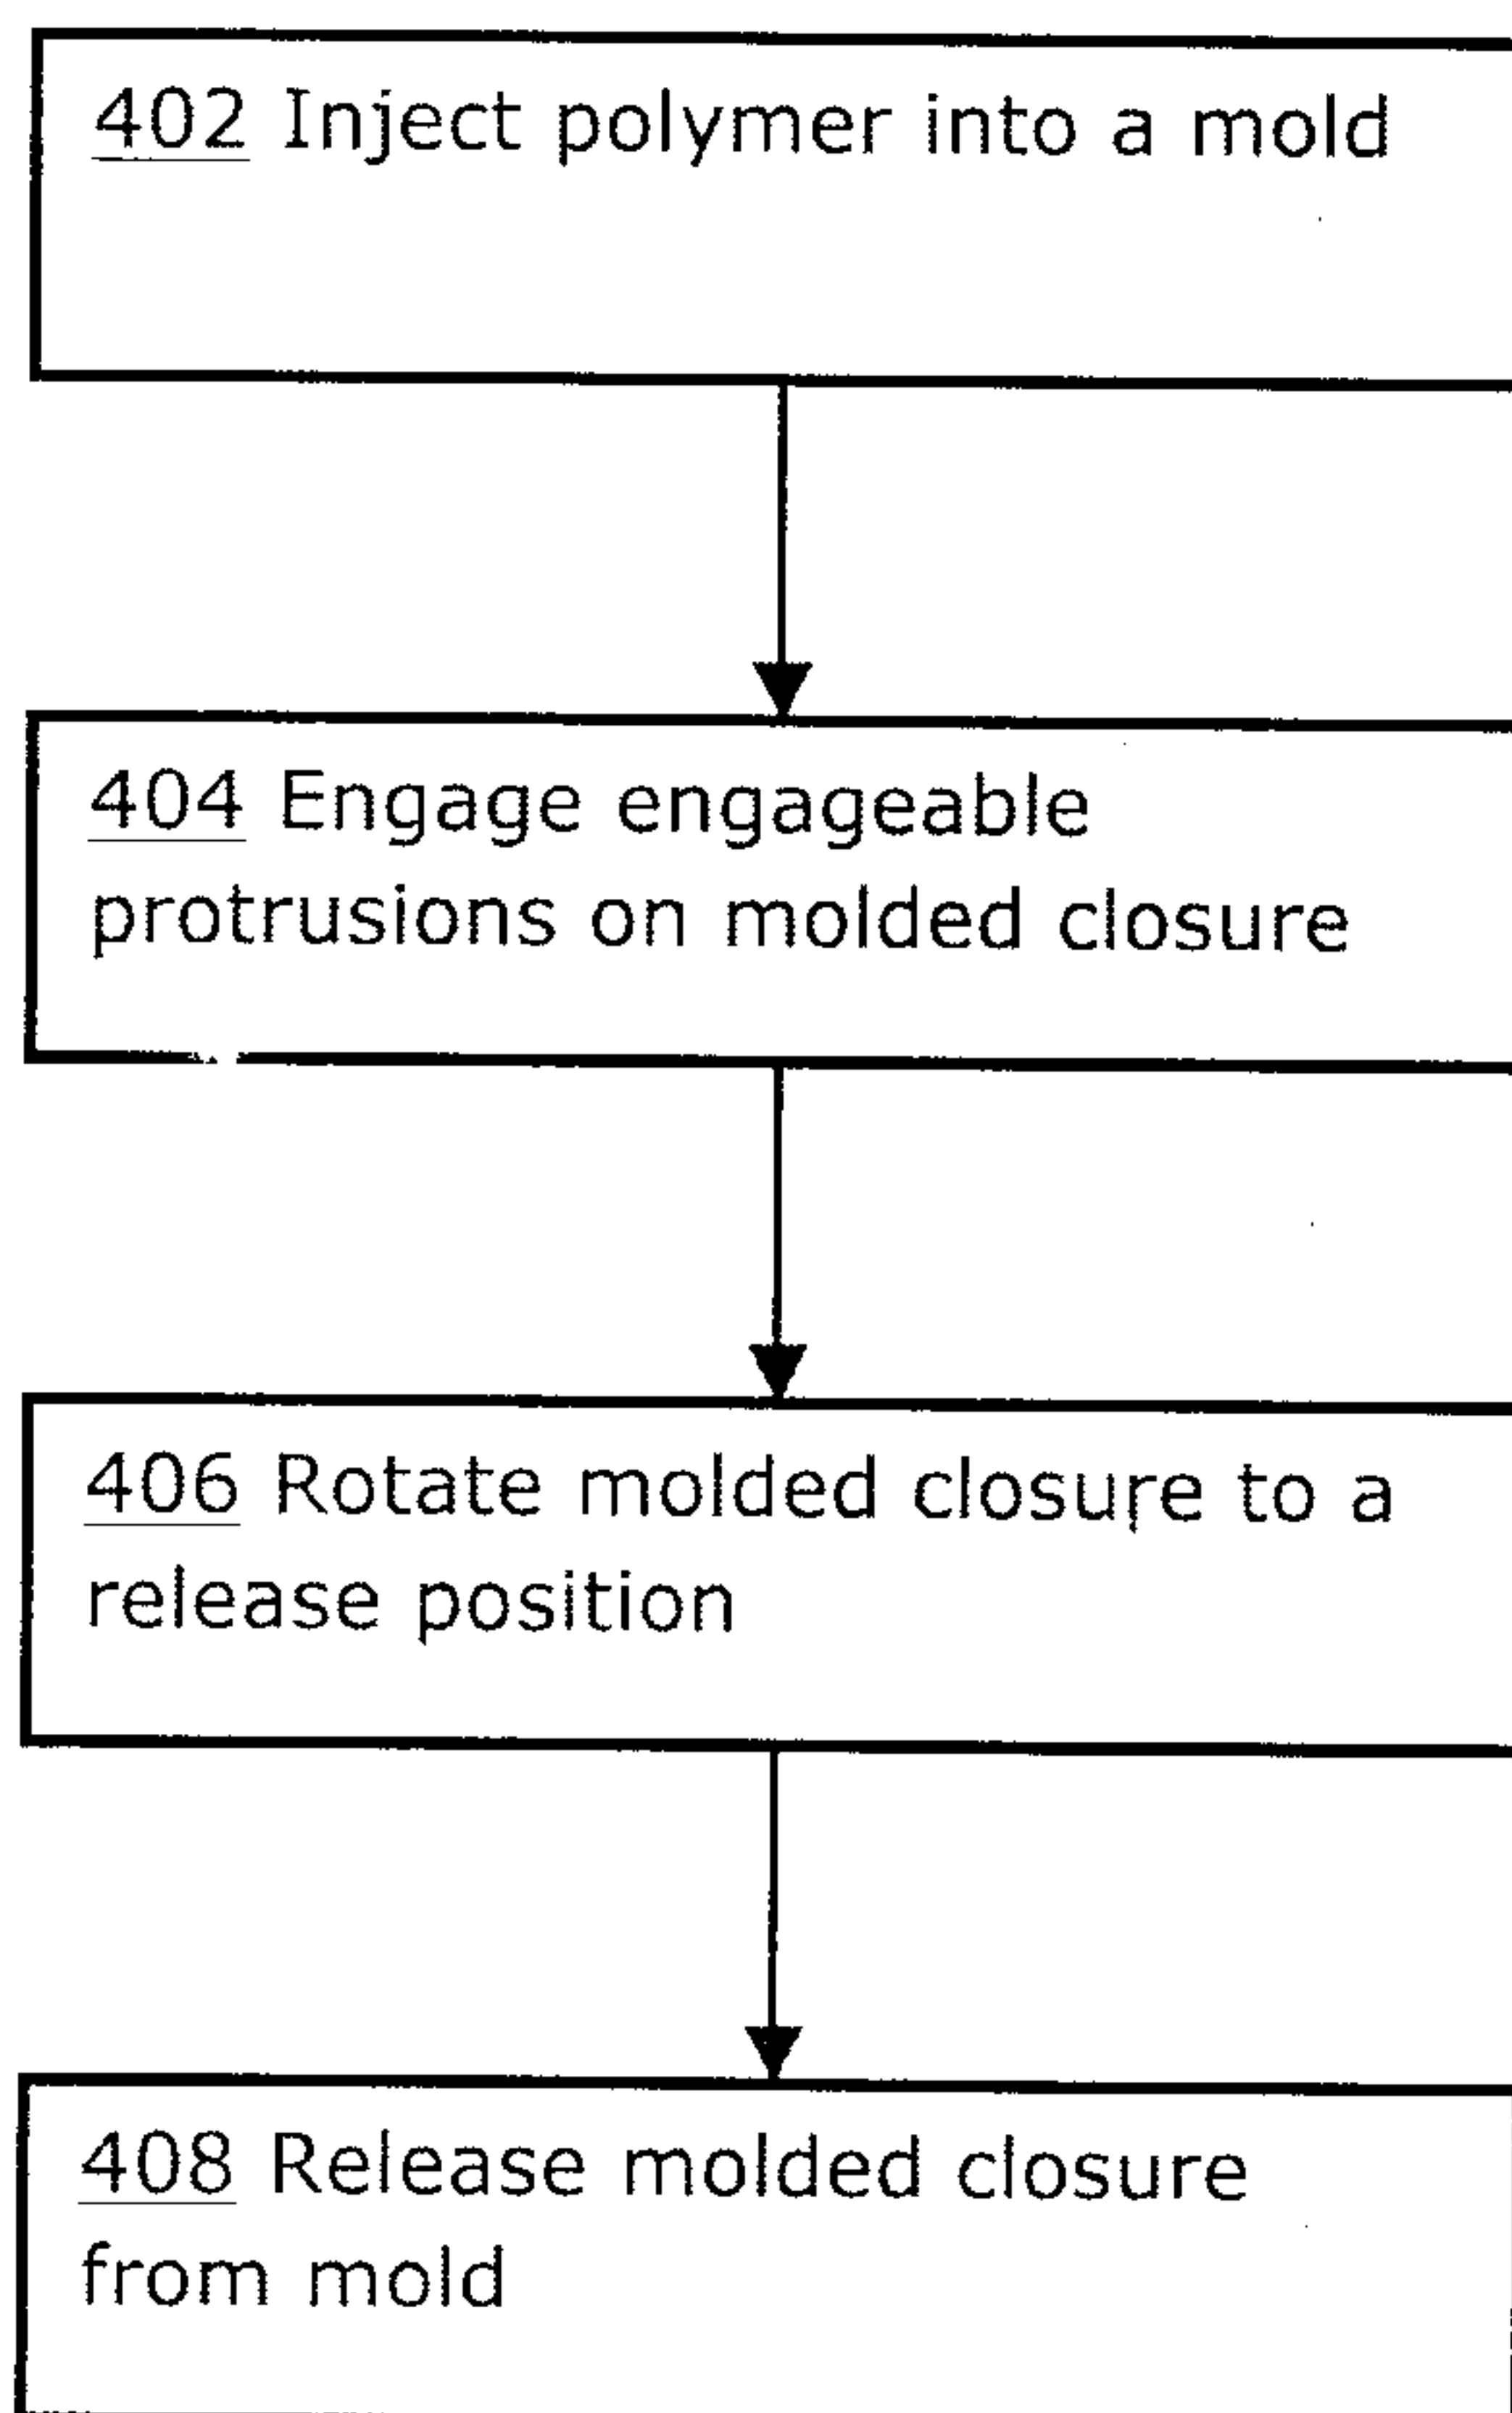 402 Inject polymer into a mold
404 Engage engageable
protrusions on molded closure
406 Rotate molded closure to a
release position
408 Release molded closure
from mold